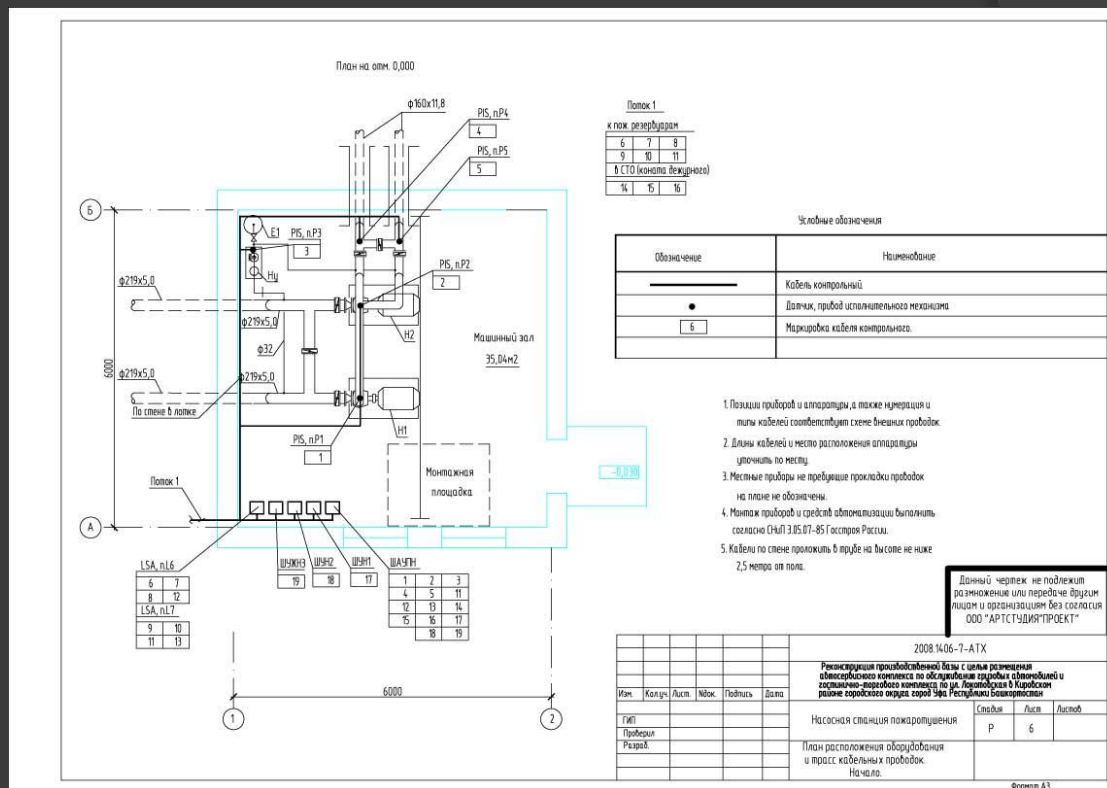 План на отм. 0,000
ф160х11,8
PIS, п.Р4
4
PIS, п.Р5
5
Поток 1
к пож. резервуарам
6 7 8
9 10 11
в СТО (коната дежурного)
14 15 16
Б
Е1
PIS, п.Р3
3
Ну
PIS, п.Р2
2
ф219х5,0
ф219х5,0
Н2
ф32
Машинный зал
35,04м2
6000
ф219х5,0
ф219х5,0
По стене в лотке
Н1
PIS, п.Р1
1
Монтажная
площадка
-0,030
Поток 1
А
LSA, п.L6
6 7
8 12
LSA, п.L7
9 10
11 13
ШУЖН3
19
ШУН2
18
ШУН1
17
ШАУПН
1 2 3
4 5 11
12 13 14
15 16 17
18 19
6000
1
2
Условные обозначения
Обозначение Наименование
Кабель контрольный.
Датчик, привод исполнительного механизма
6 Маркировка кабеля контрольного.
1. Позиции приборов и аппаратуры,а также нумерация и
типы кабелей соответствуют схеме внешних проводок.
2. Длины кабелей и место расположения аппаратуры
уточнить по месту.
3. Местные приборы не требующие прокладки проводок
на плане не обозначены.
4. Монтаж приборов и средств автоматизации выполнить
согласно СНиП 3.05.07-85 Госстроя России.
5. Кабели по стене проложить в трубе на высоте не ниже
2,5 метра от пола.
Данный чертеж не подлежит
размножению или передаче другим
лицам и организациям без согласия
ООО "АРТСТУДИЯ"ПРОЕКТ"
2008.1406-7-АТХ
Реконструкция производственной базы с целью размещения
автосервисного комплекса по обслуживанию грузовых автомобилей и
гостинично-торгового комплекса по ул. Локотовская в Кировском
районе городского округа город Уфа Республики Башкортостан
Изм. Кол.уч. Лист. №док. Подпись Дата
ГИП
Проверил
Разраб.
Насосная станция пожаротушения
Стадия Лист Листов
Р 6
План расположения оборудования
и трасс кабельных проводок.
Начало.
Формат А3